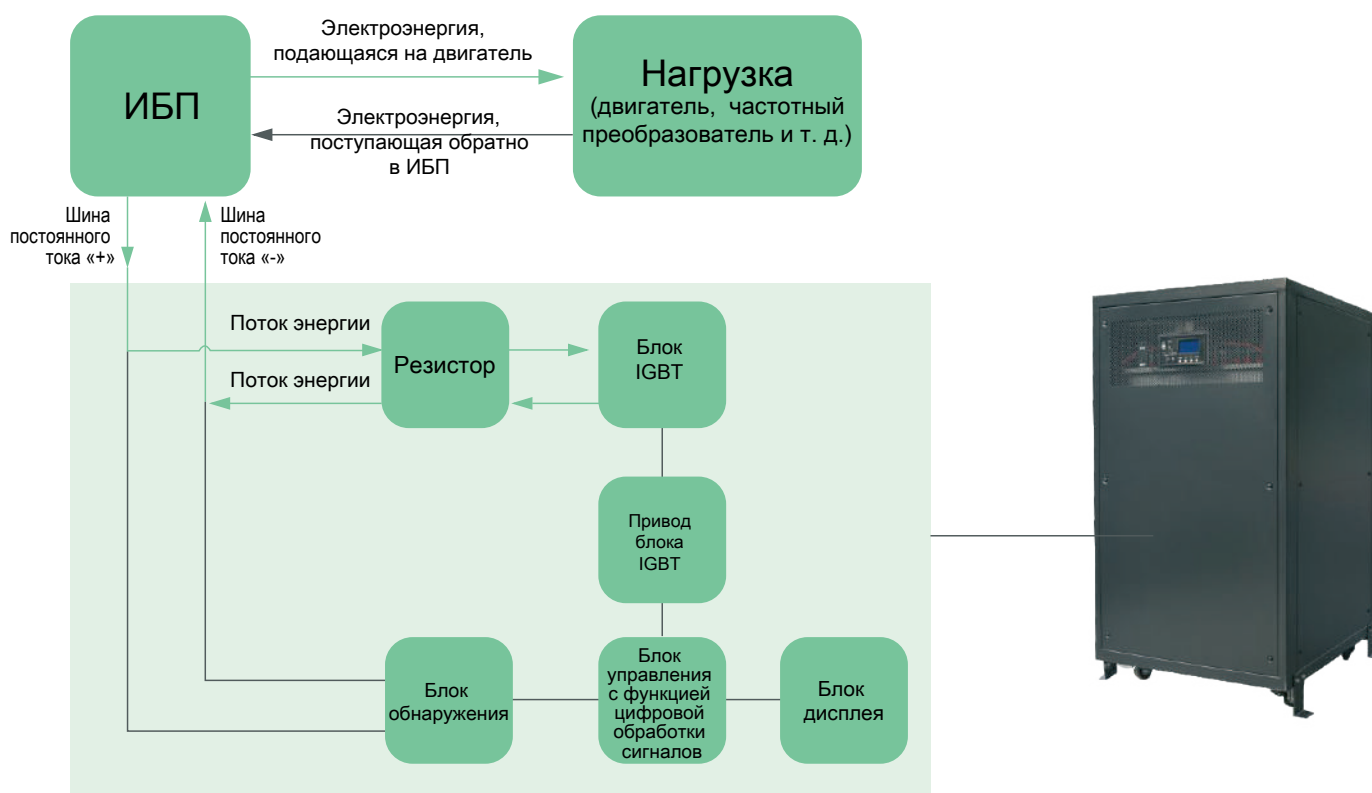 Электроэнергия,
подающаяся на двигатель
ИБП
Нагрузка
(двигатель, частотный
преобразователь и т. д.)
Электроэнергия,
поступающая обратно
в ИБП
Шина
постоянного
тока «+»
Шина
постоянного
тока «-»
Поток энергии
Поток энергии
Резистор
Блок
IGBT
Привод
блока
IGBT
Блок
обнаружения
Блок
управления
с функцией
цифровой
обработки
сигналов
Блок
дисплея